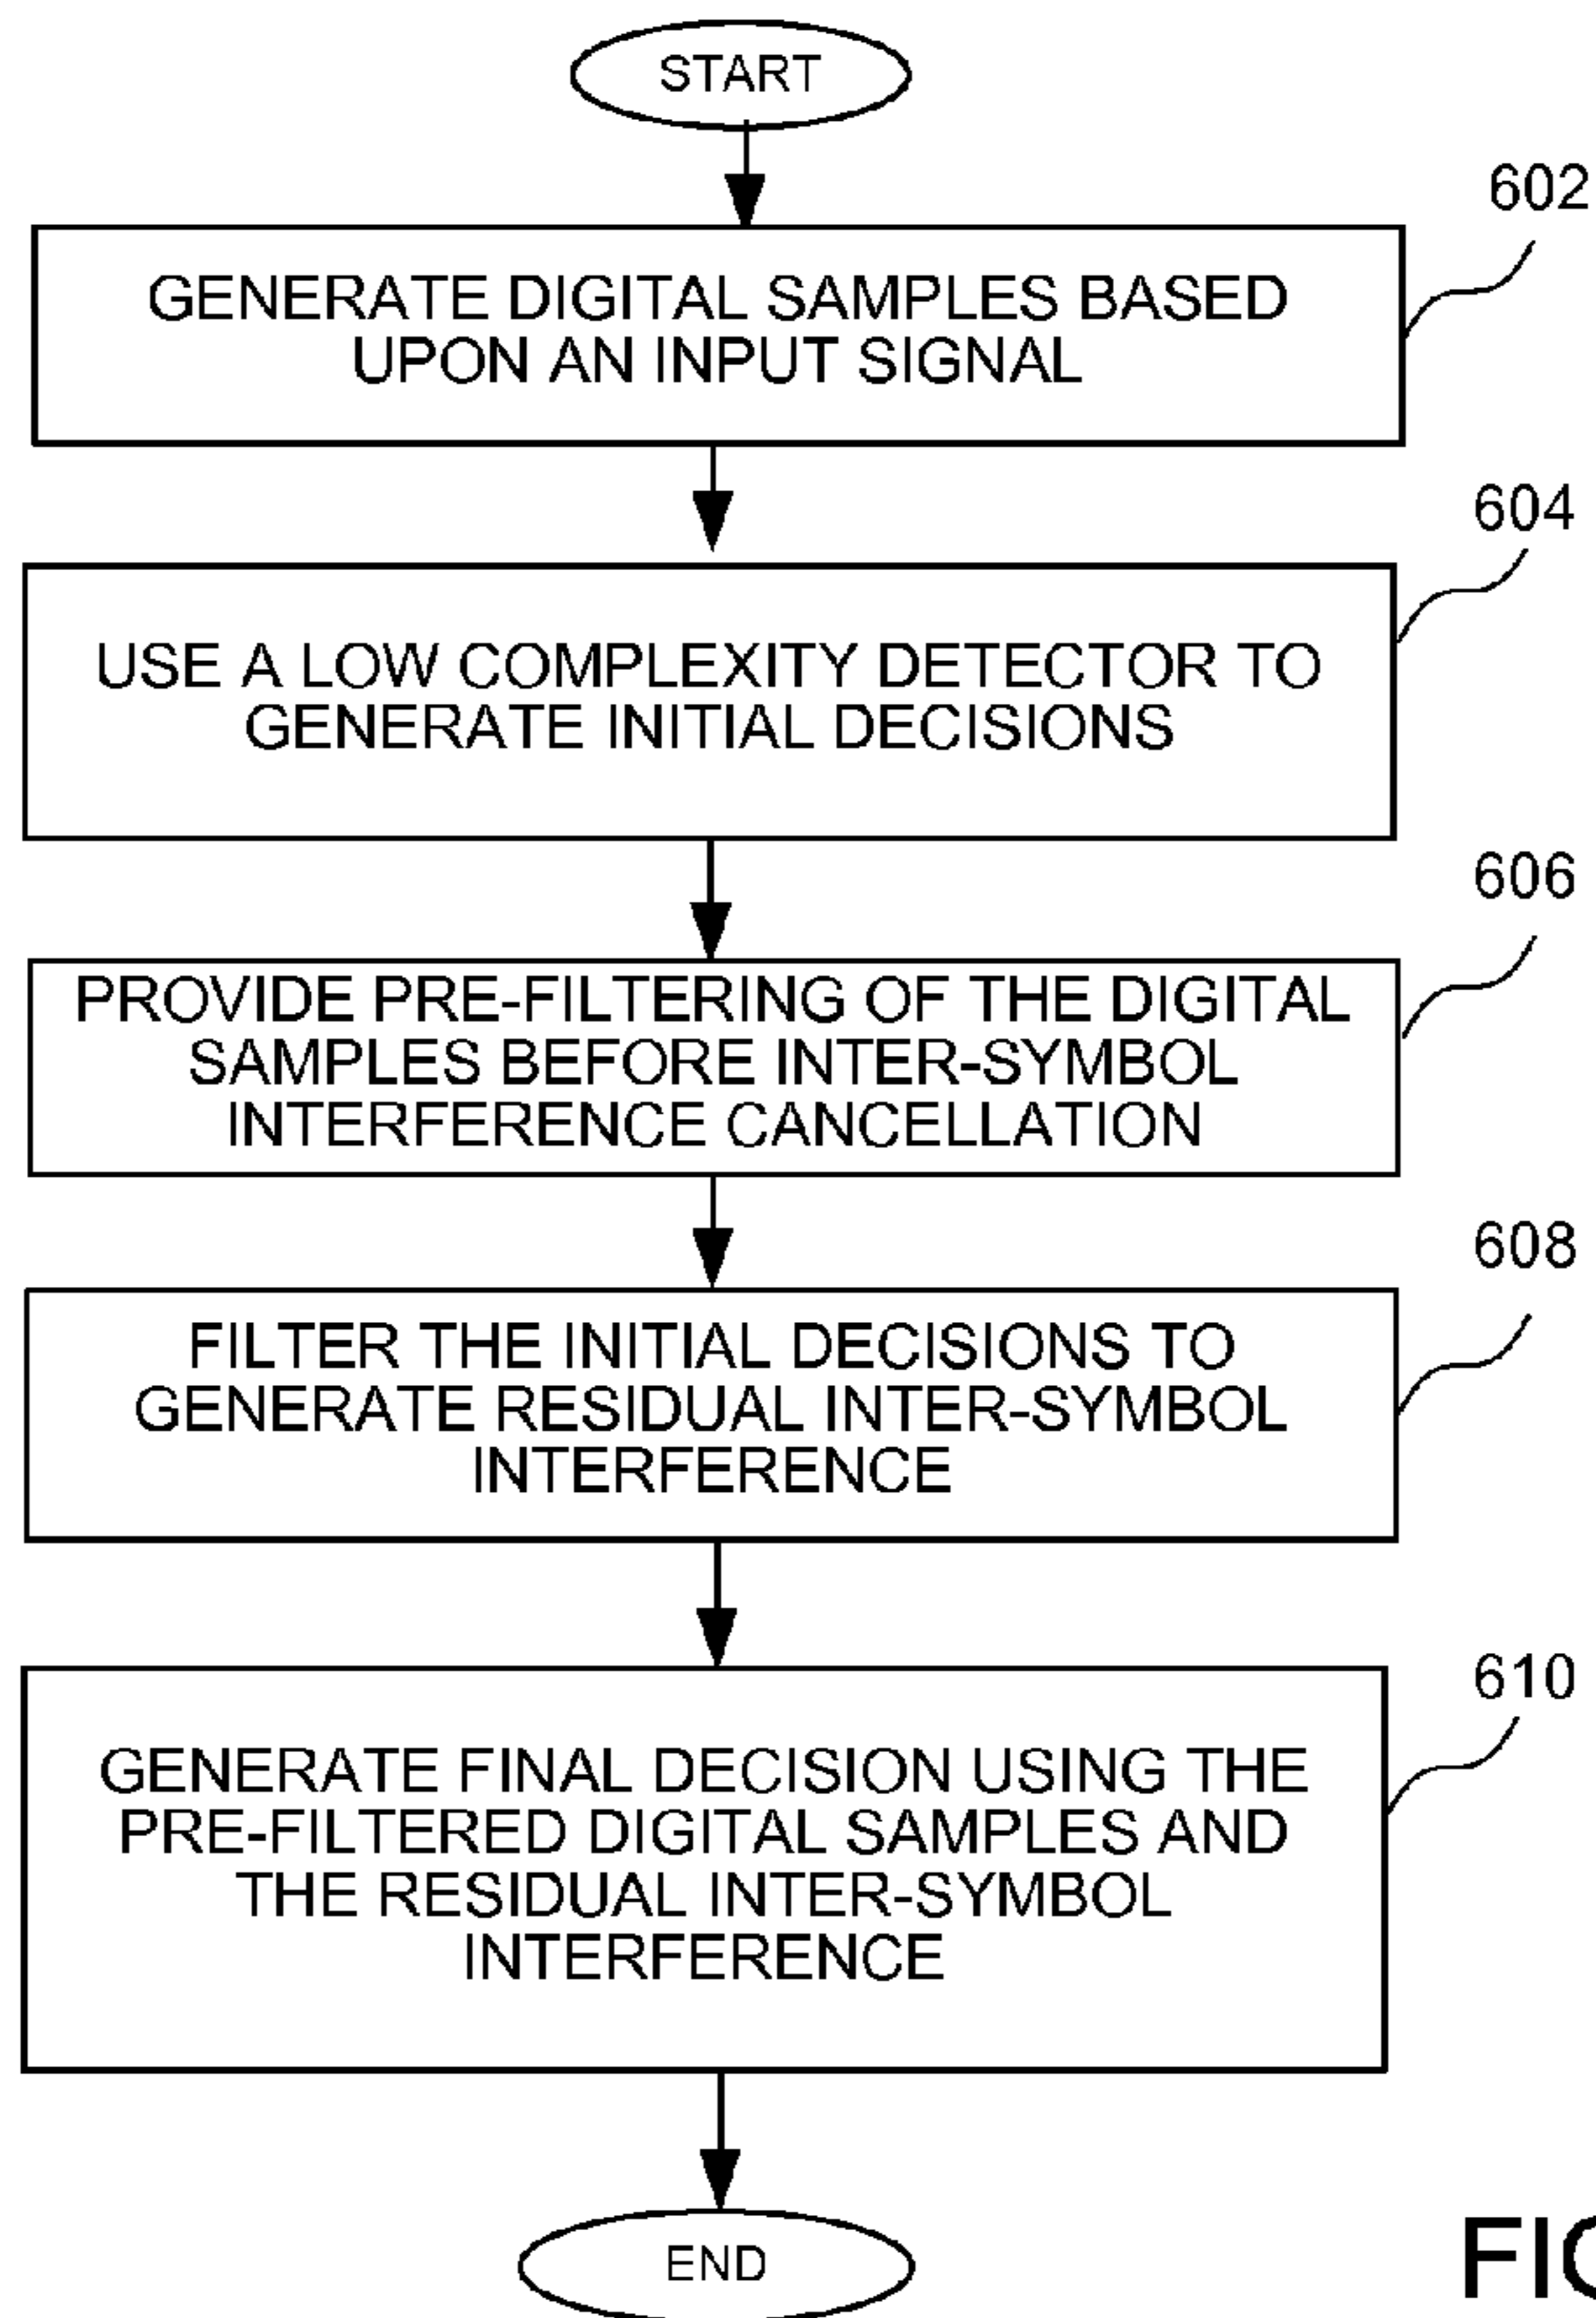 START
602
GENERATE DIGITAL SAMPLES BASED
UPON AN INPUT SIGNAL
604
USE A LOW COMPLEXITY DETECTOR TO
GENERATE INITIAL DECISIONS
606
PROVIDE PRE-FILTERING OF THE DIGITAL
SAMPLES BEFORE INTER-SYMBOL
INTERFERENCE CANCELLATION
608
FILTER THE INITIAL DECISIONS TO
GENERATE RESIDUAL INTER-SYMBOL
INTERFERENCE
610
GENERATE FINAL DECISION USING THE
PRE-FILTERED DIGITAL SAMPLES AND
THE RESIDUAL INTER-SYMBOL
INTERFERENCE
END